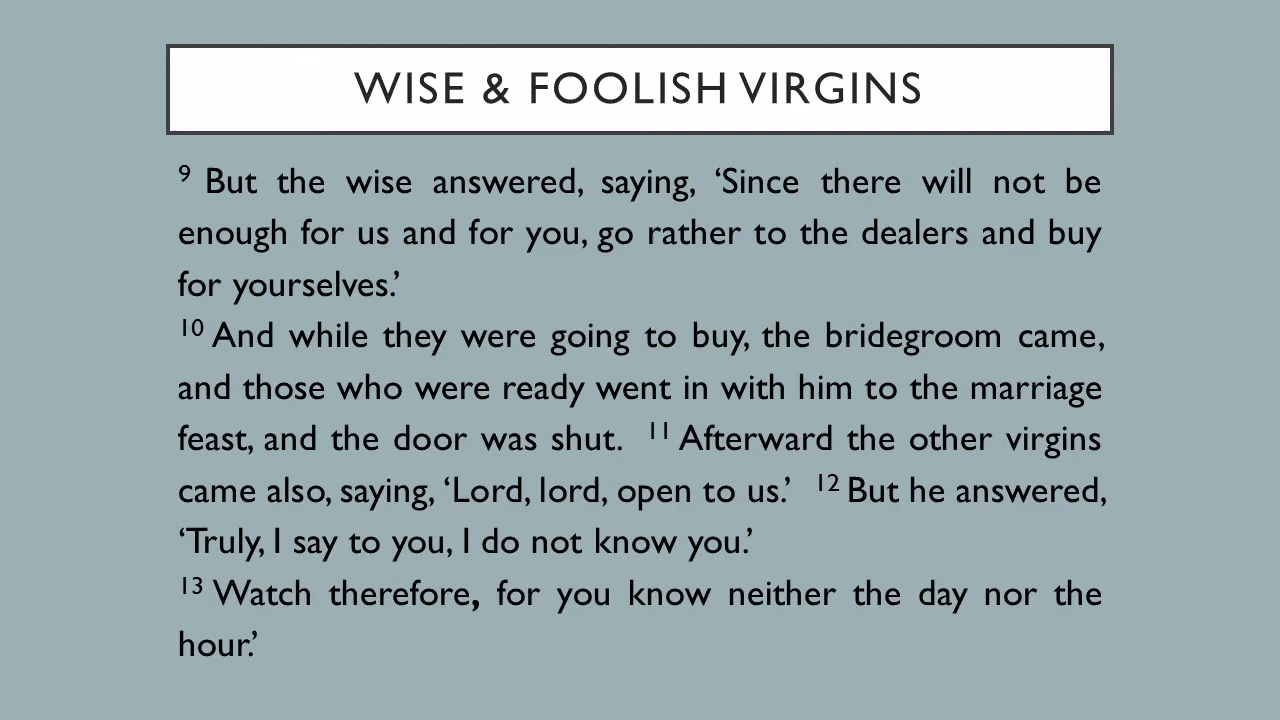 WISE & FOOLISH VIRGINS
⁹ But the wise answered, saying, ‘Since there will not be
enough for us and for you, go rather to the dealers and buy
for yourselves.’
¹⁰ And while they were going to buy, the bridegroom came,
and those who were ready went in with him to the marriage
feast, and the door was shut. ¹¹ Afterward the other virgins
came also, saying, ‘Lord, lord, open to us.’ ¹² But he answered,
‘Truly, I say to you, I do not know you.’
¹³ Watch therefore, for you know neither the day nor the
hour.’